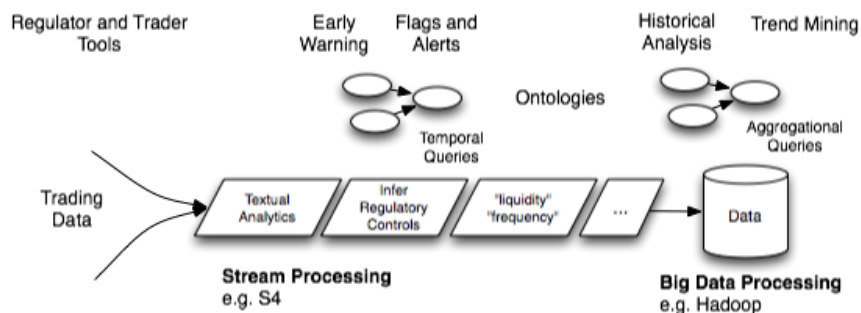 Regulator and Trader
Tools
Early
Warning
Flags and
Alerts
Historical
Analysis
Trend Mining
Ontologies
Temporal
Queries
Aggregational
Queries
Trading
Data
Textual
Analytics
Infer
Regulatory
Controls
"liquidity"
"frequency"
...
Data
Stream Processing
e.g. S4
Big Data Processing
e.g. Hadoop